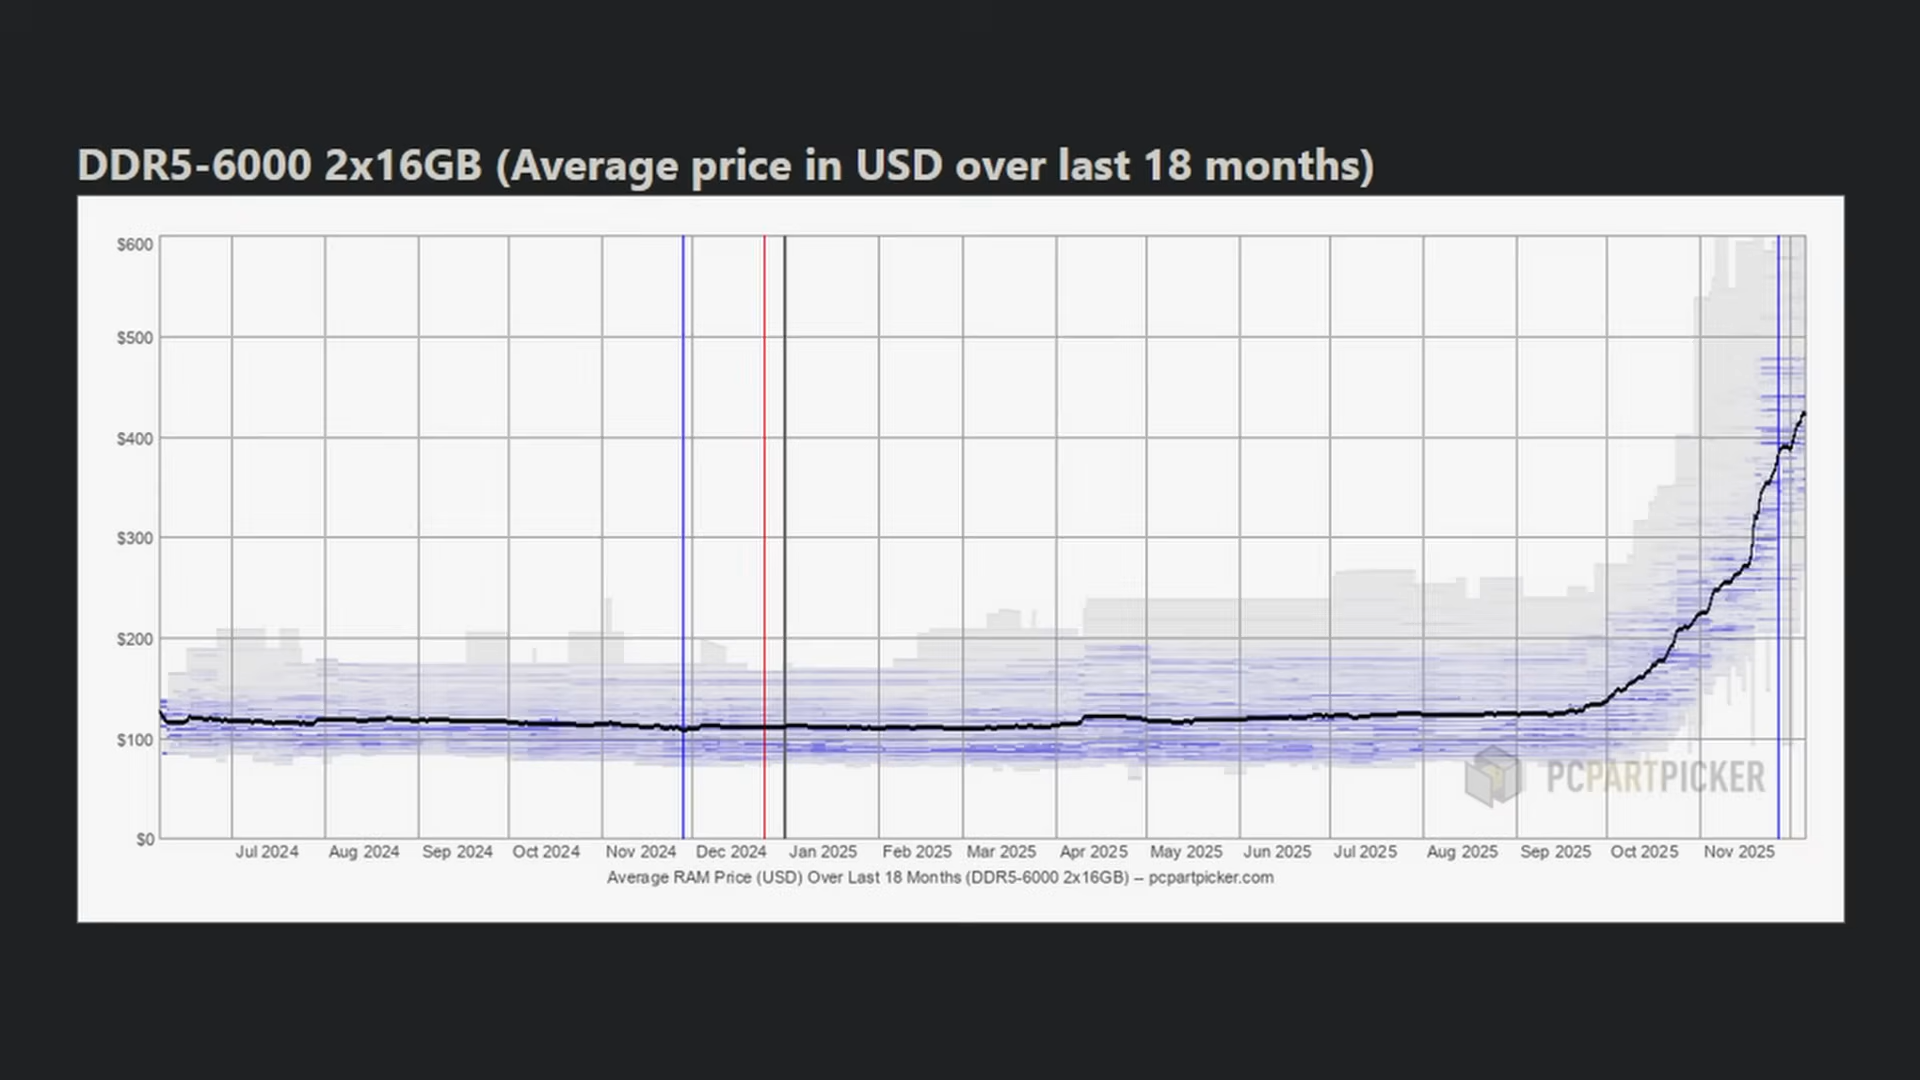 DDR5-6000 2x16GB (Average price in USD over last 18 months)
$600
$500
$400
$300
$200
$100
$0
PCPARTPICKER
Jul 2024 Aug 2024 Sep 2024 Oct 2024 Nov 2024 Dec 2024 Jan 2025 Feb 2025 Mar 2025 Apr 2025 May 2025 Jun 2025 Jul 2025 Aug 2025 Sep 2025 Oct 2025 Nov 2025
Average RAM Price (USD) Over Last 18 Months (DDR5-6000 2x16GB) -- pcpartpicker.com